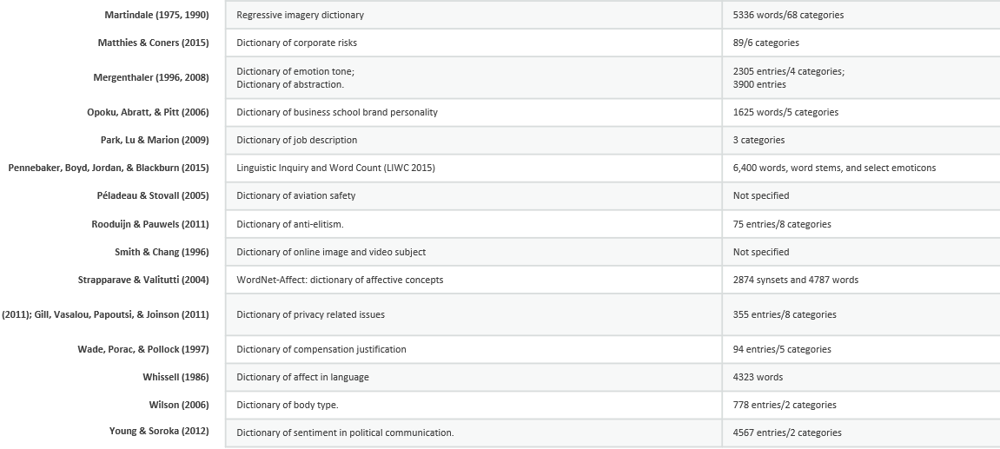 Martindale (1975, 1990) Regressive imagery dictionary 5336 words/68 categories
Matthies & Coners (2015) Dictionary of corporate risks 89/6 categories
Mergenthaler (1996, 2008) Dictionary of emotion tone; 2305 entries/4 categories;
Dictionary of abstraction. 3900 entries
Opoku, Abratt, & Pitt (2006) Dictionary of business school brand personality 1625 words/5 categories
Park, Lu & Marion (2009) Dictionary of job description 3 categories
Pennebaker, Boyd, Jordan, & Blackburn (2015) Linguistic Inquiry and Word Count (LIWC 2015) 6,400 words, word stems, and select emoticons
Péladeau & Stovall (2005) Dictionary of aviation safety Not specified
Rooduijn & Pauwels (2011) Dictionary of anti-elitism. 75 entries/8 categories
Smith & Chang (1996) Dictionary of online image and video subject Not specified
Strapparave & Valitutti (2004) WordNet-Affect: dictionary of affective concepts 2874 synsets and 4787 words
(2011); Gill, Vasalou, Papoutsi, & Joinson (2011) Dictionary of privacy related issues 355 entries/8 categories
Wade, Porac, & Pollock (1997) Dictionary of compensation justification 94 entries/5 categories
Whissell (1986) Dictionary of affect in language 4323 words
Wilson (2006) Dictionary of body type. 778 entries/2 categories
Young & Soroka (2012) Dictionary of sentiment in political communication. 4567 entries/2 categories